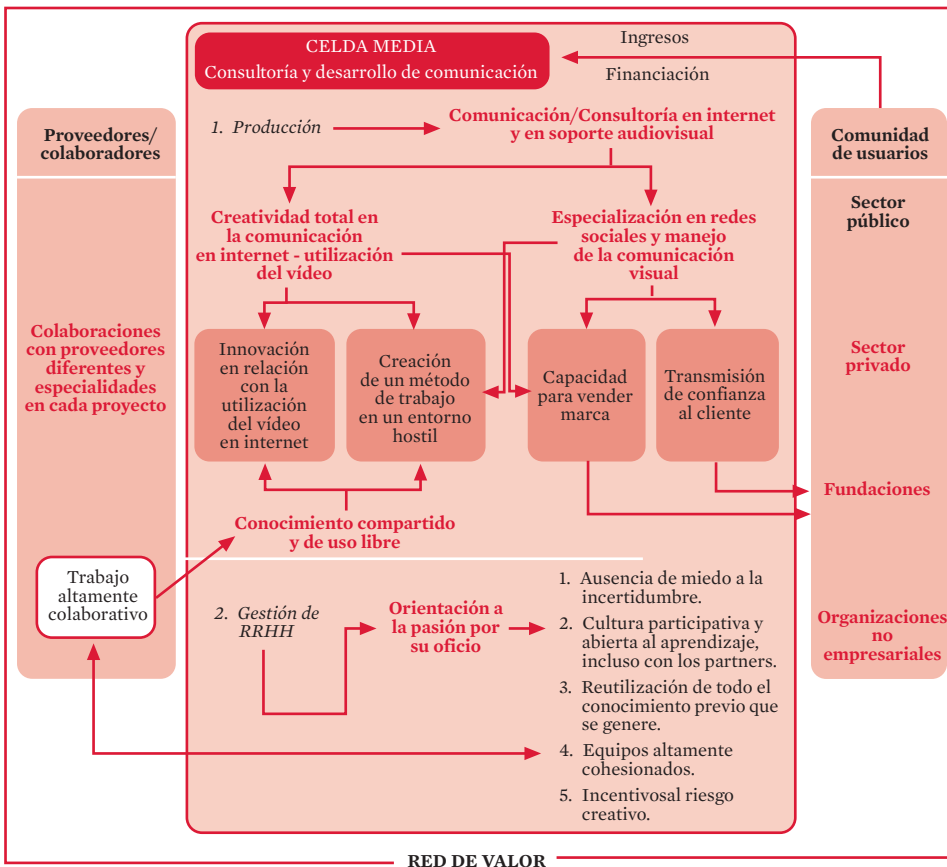 CELDA MEDIA
Consultoría y desarrollo de comunicación
Ingresos
Financiación
Proveedores/
colaboradores
Colaboraciones
con proveedores
diferentes y
especialidades
en cada proyecto
Trabajo
altamente
colaborativo
1. Producción
Comunicación/Consultoría en internet
y en soporte audiovisual
Creatividad total en
la comunicación
en internet - utilización
del vídeo
Especialización en redes
sociales y manejo
de la comunicación
visual
Innovación
en relación
con la
utilización
del vídeo
en internet
Creación
de un método
de trabajo
en un entorno
hostil
Capacidad
para vender
marca
Transmisión
de confianza
al cliente
Conocimiento compartido
y de uso libre
2. Gestión de
RRHH
Orientación a
la pasión por
su oficio
1. Ausencia de miedo a la
incertidumbre.
2. Cultura participativa y
abierta al aprendizaje,
incluso con los partners.
3. Reutilización de todo el
conocimiento previo que
se genere.
4. Equipos altamente
cohesionados.
5. Incentivosal riesgo
creativo.
Comunidad
de usuarios
Sector
público
Sector
privado
Fundaciones
Organizaciones
no
empresariales
RED DE VALOR